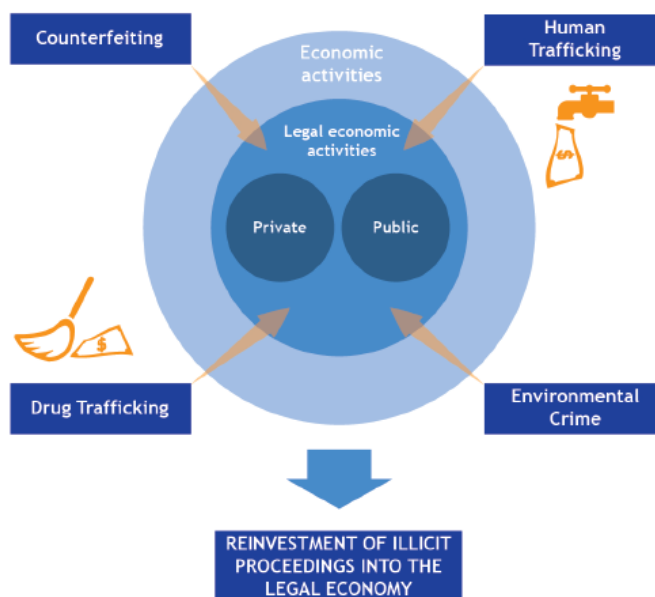 Counterfeiting
Human
Trafficking
Economic
activities
Legal economic
activities
$
Private
Public
$
Drug Trafficking
Environmental
Crime
REINVESTMENT OF ILLICIT
PROCEEDINGS INTO THE
LEGAL ECONOMY